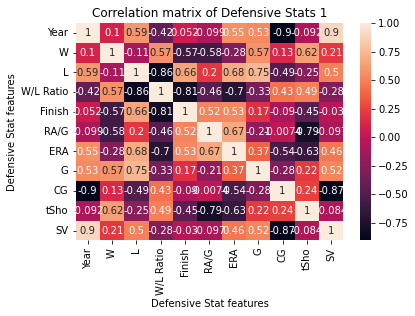 Correlation matrix of Defensive Stats 1
Year 1 0.1 0.59 -0.42 0.052 0.099 0.55 0.53 -0.9 0.092 0.9
W 0.1 1 -0.11 0.57 -0.57 -0.58 -0.28 0.57 0.13 0.62 0.21
L 0.59 -0.11 1 -0.86 0.66 0.2 0.68 0.75 -0.49 -0.25 0.5
W/L Ratio -0.42 0.57 -0.86 1 -0.81 -0.46 -0.7 -0.33 0.43 0.49 -0.28
Finish 0.052 -0.57 0.66 -0.81 1 0.52 0.53 0.17 -0.09 -0.45 -0.03
RA/G 0.099 -0.58 0.2 -0.46 0.52 1 0.67 -0.21 0.0074 -0.79 0.097
ERA 0.55 -0.28 0.68 -0.7 0.53 0.67 1 0.37 -0.54 -0.63 0.46
G 0.53 0.57 0.75 -0.33 0.17 -0.21 0.37 1 -0.28 0.22 0.52
CG -0.9 0.13 -0.49 0.43 -0.09 0.0074 -0.54 -0.28 1 0.24 -0.87
tSho 0.092 0.62 -0.25 0.49 -0.45 -0.79 -0.63 0.22 0.24 1 0.084
SV 0.9 0.21 0.5 -0.28 -0.03 0.097 0.46 0.52 -0.87 0.084 1
Year W L W/L Ratio Finish RA/G ERA G CG tSho SV
Defensive Stat features
Defensive Stat features
1.00
0.75
0.50
0.25
0.00
−0.25
−0.50
−0.75